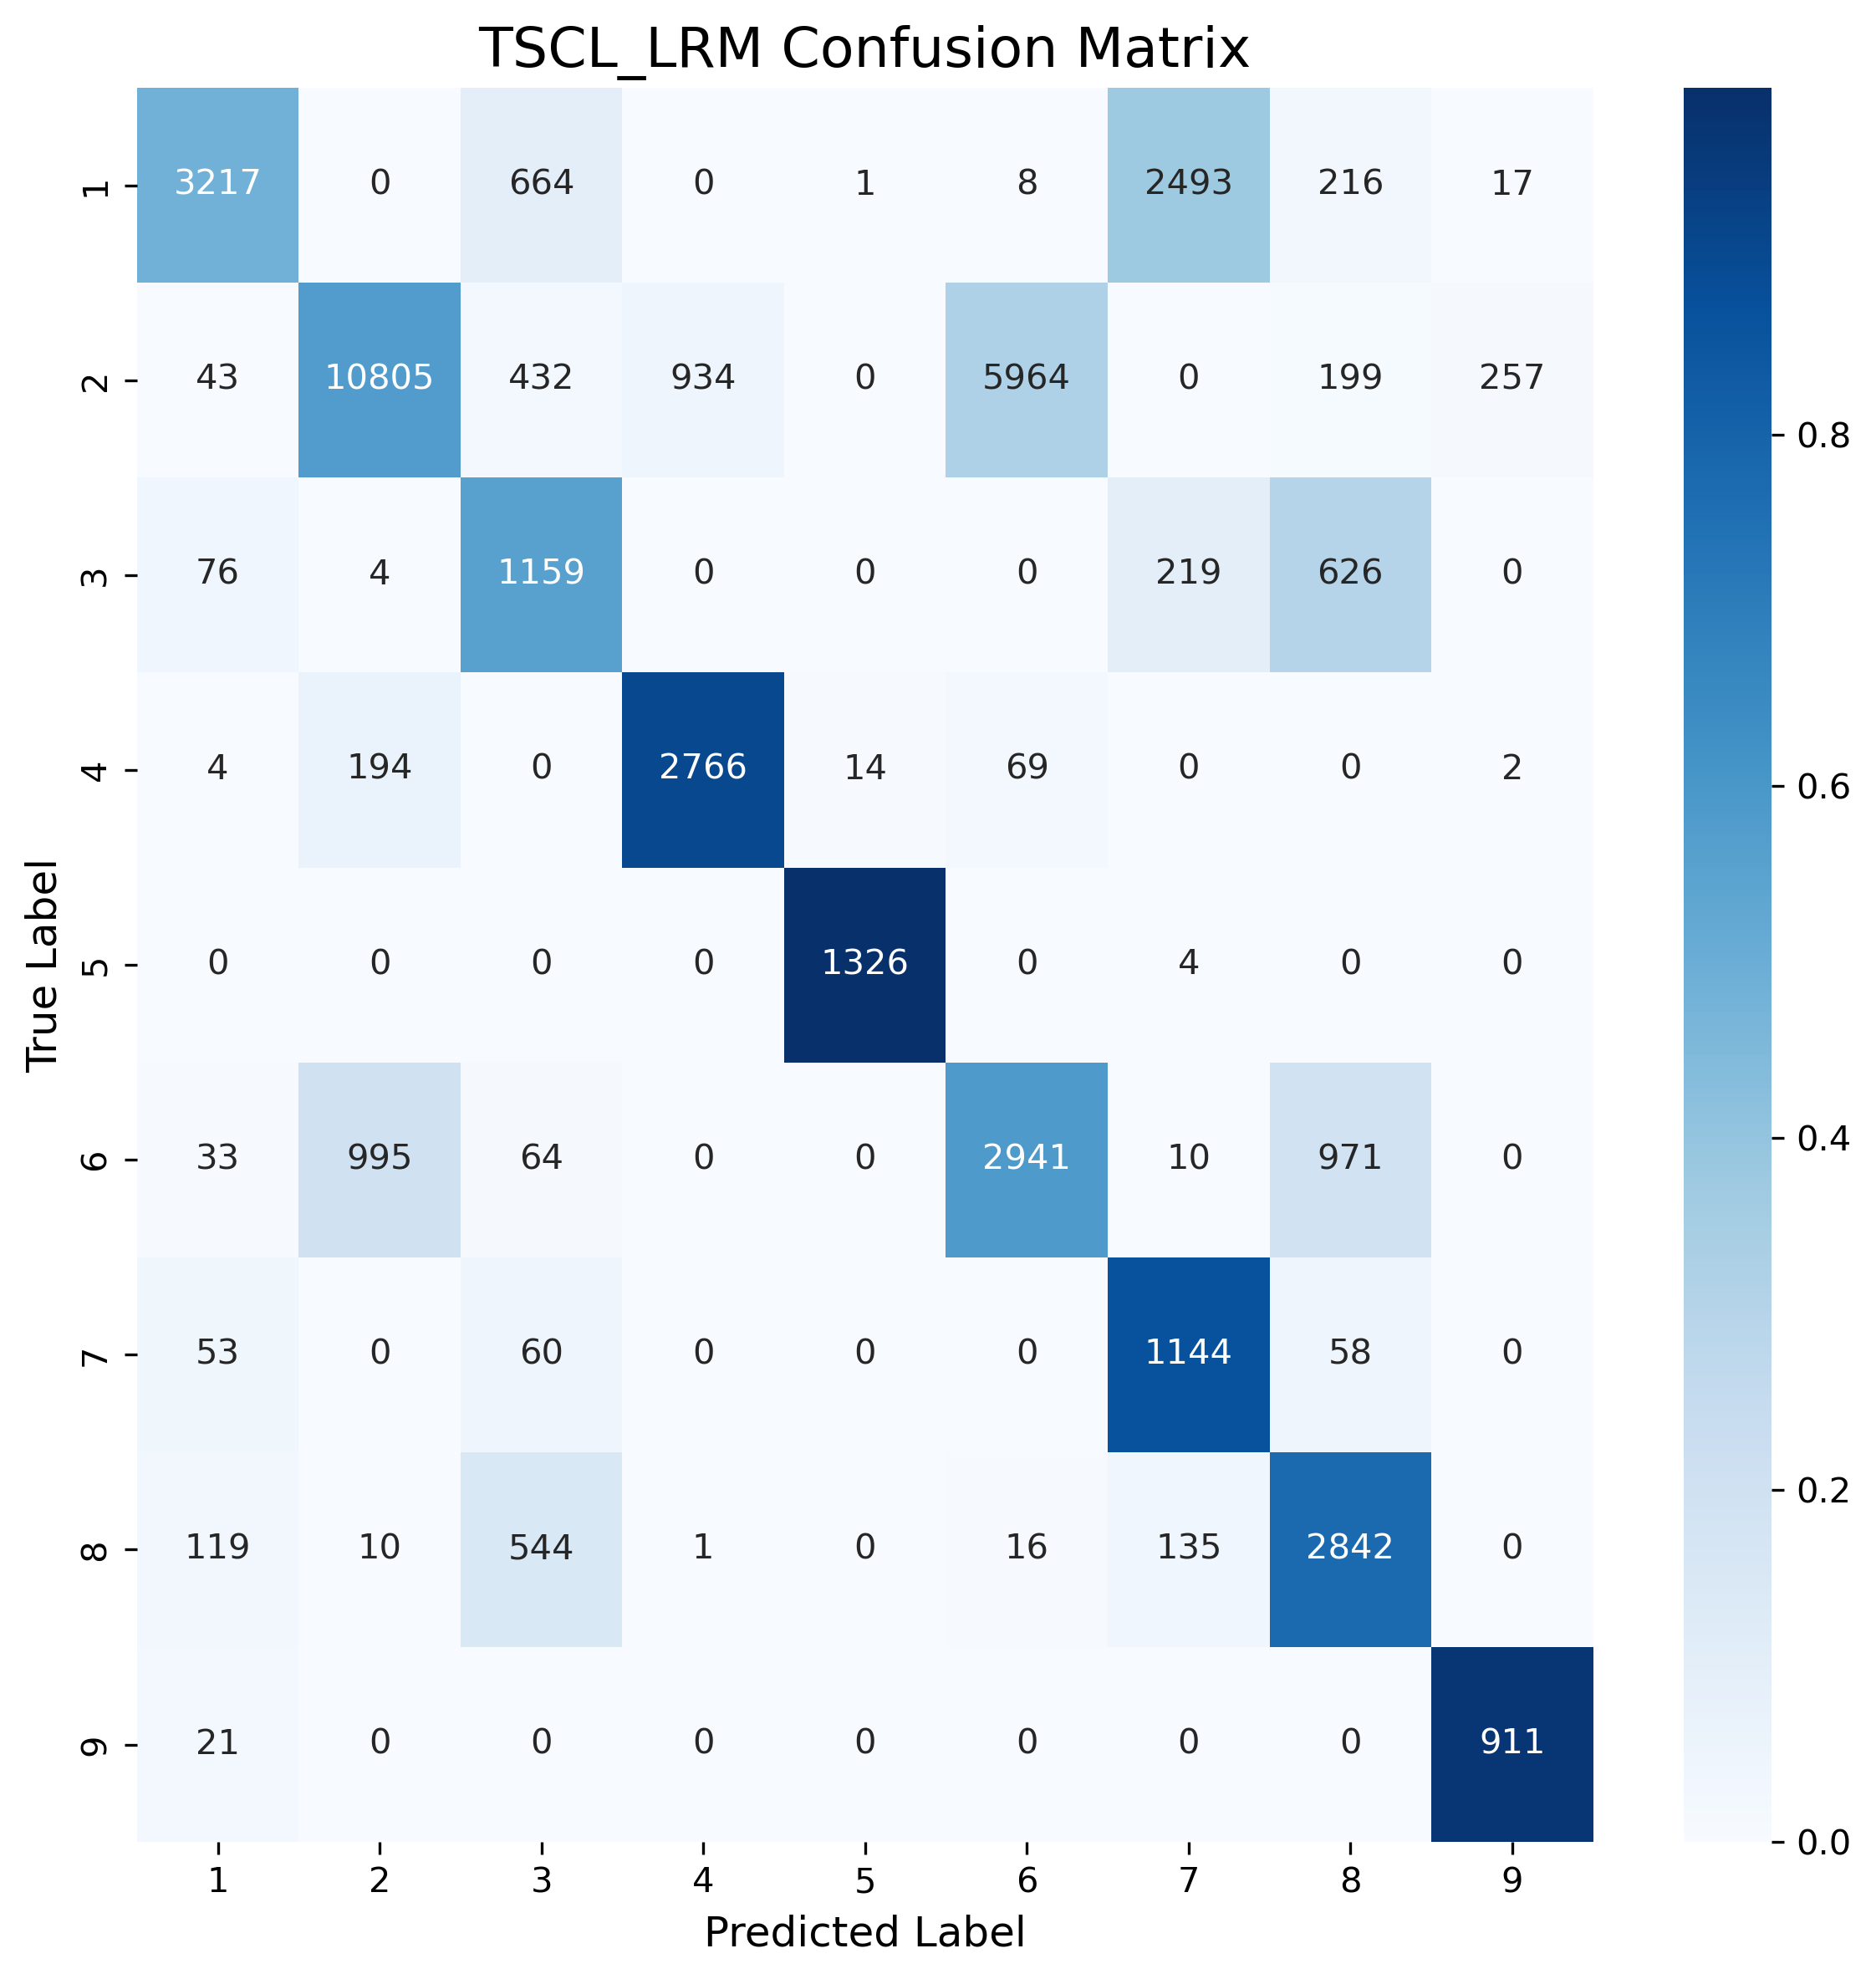 TSCL_LRM Confusion Matrix
1 3217 0 664 0 1 8 2493 216 17
2 43 10805 432 934 0 5964 0 199 257
3 76 4 1159 0 0 0 219 626 0
4 4 194 0 2766 14 69 0 0 2
5 0 0 0 0 1326 0 4 0 0
6 33 995 64 0 0 2941 10 971 0
7 53 0 60 0 0 0 1144 58 0
8 119 10 544 1 0 16 135 2842 0
9 21 0 0 0 0 0 0 0 911
1 2 3 4 5 6 7 8 9
Predicted Label
True Label
0.8
0.6
0.4
0.2
0.0